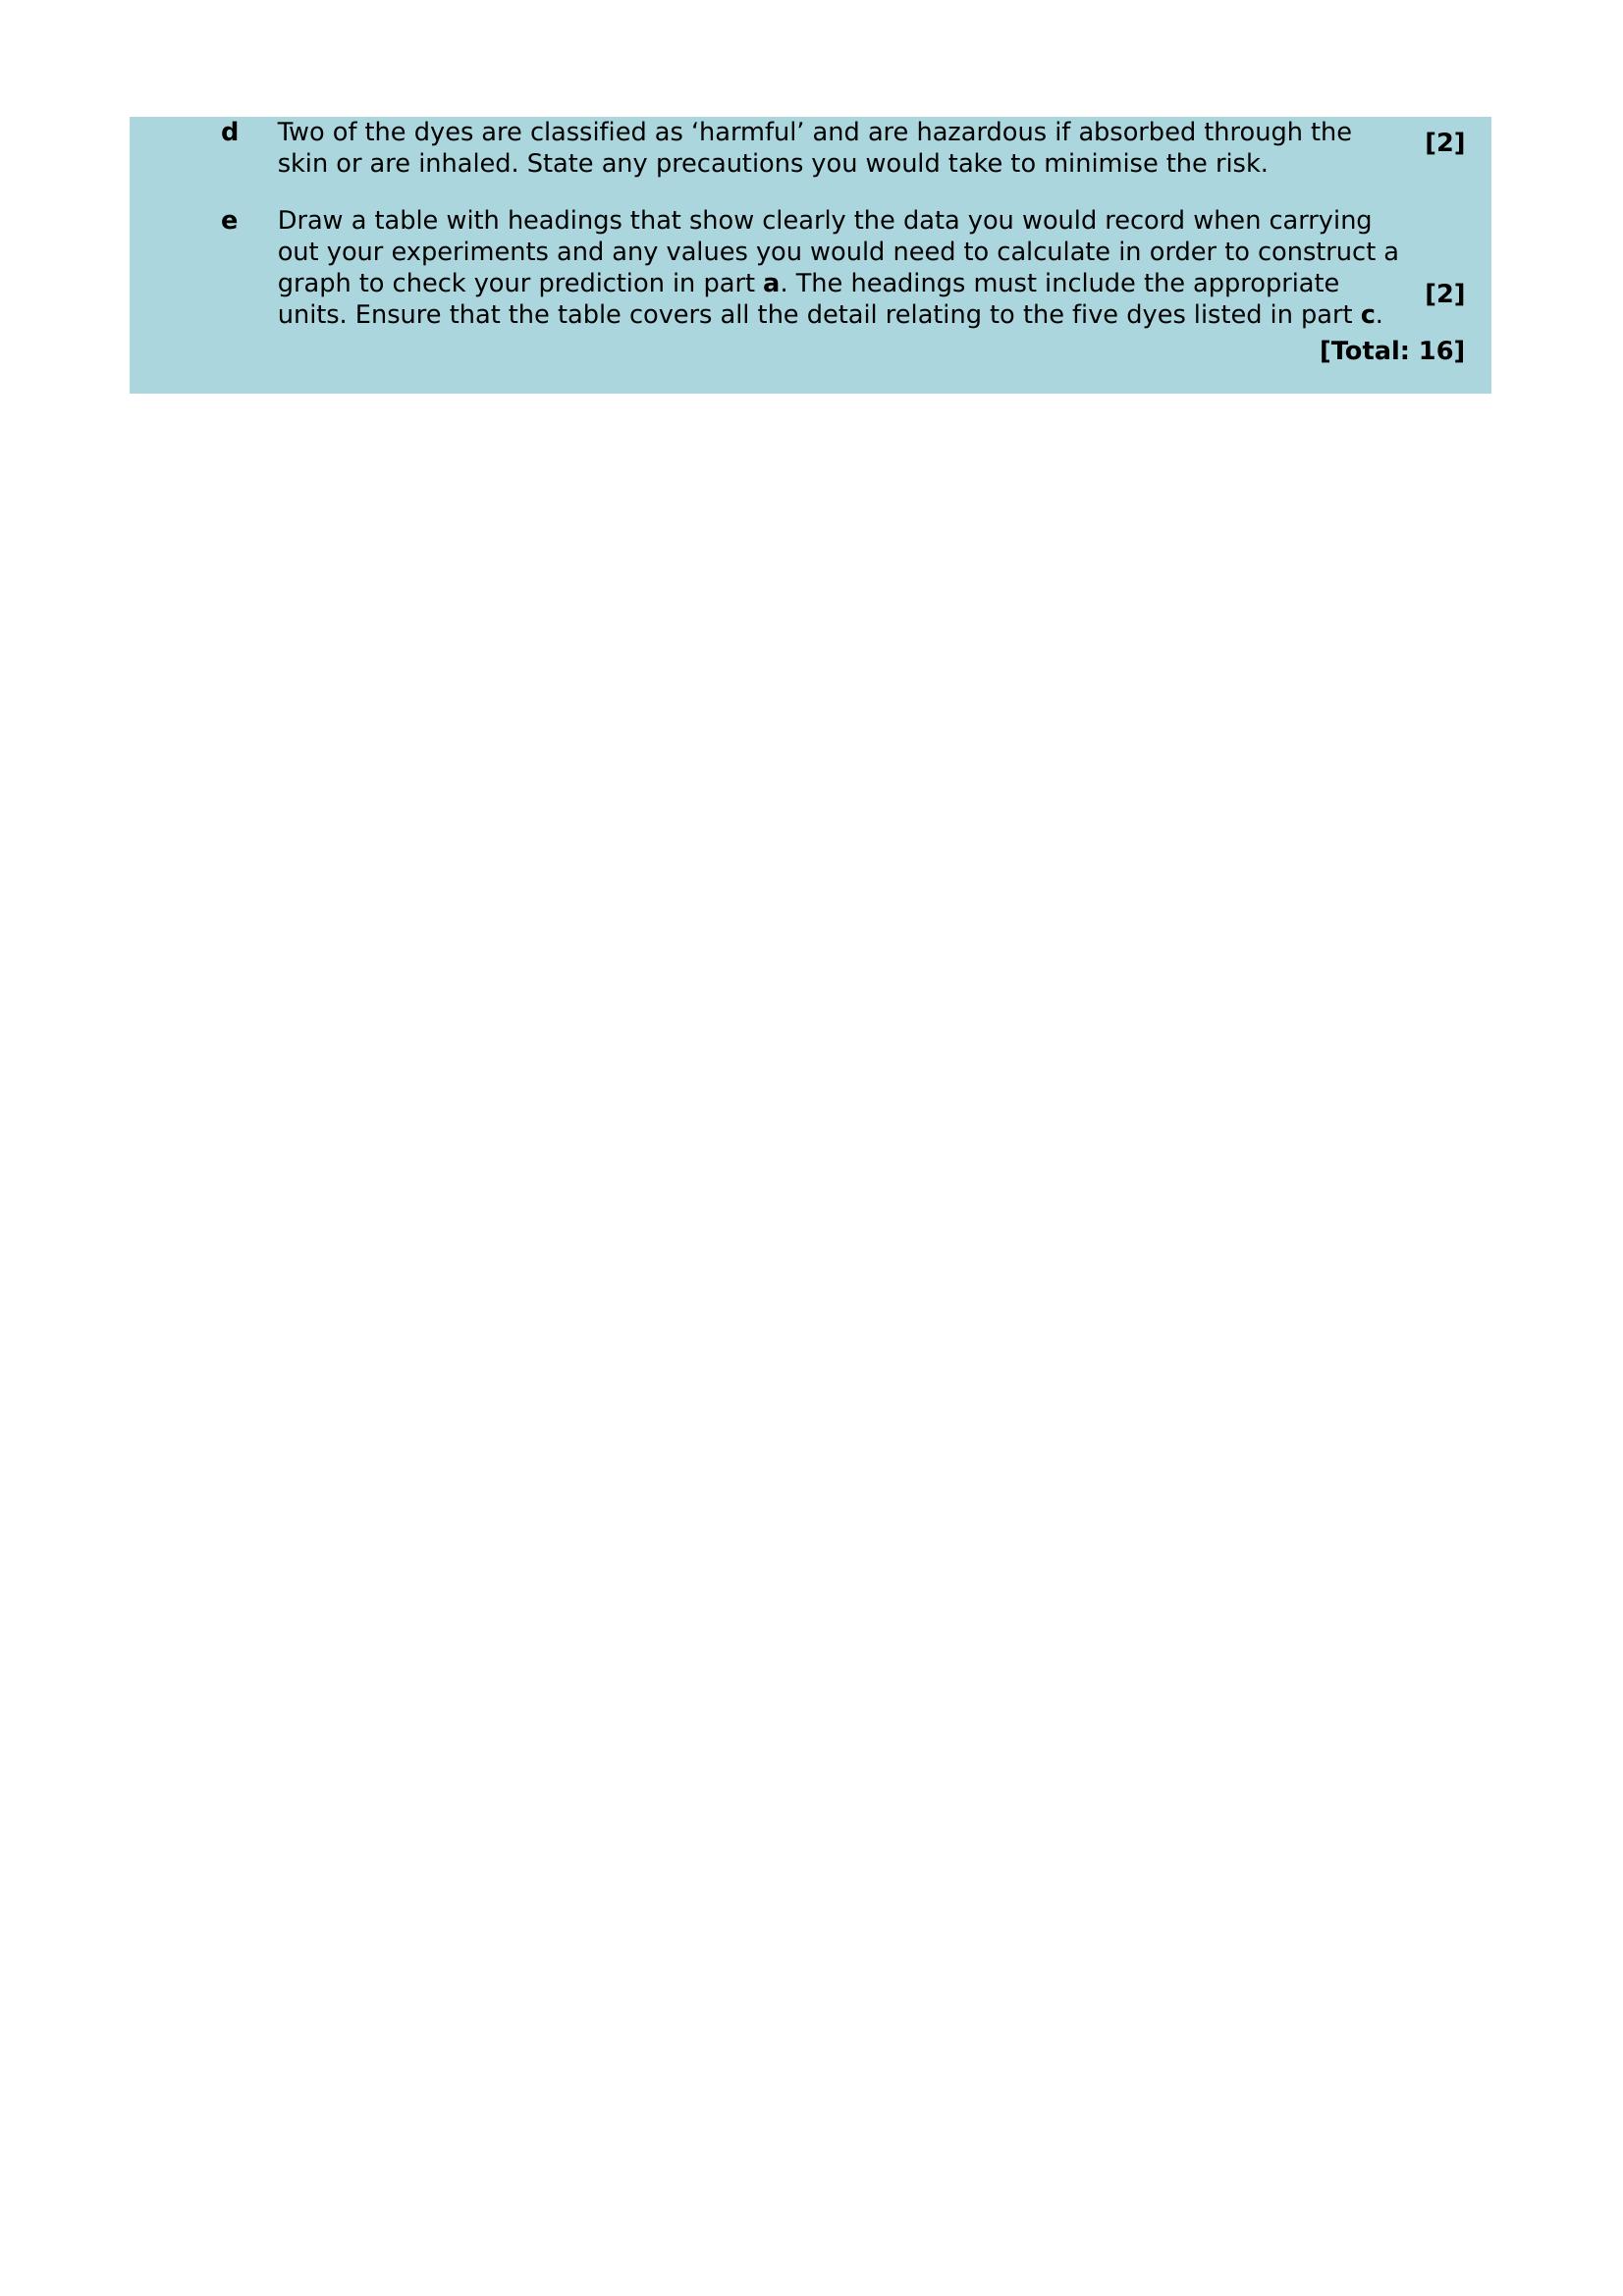 d Two of the dyes are classified as ‘harmful’ and are hazardous if absorbed through the [2]
skin or are inhaled. State any precautions you would take to minimise the risk.
e Draw a table with headings that show clearly the data you would record when carrying
out your experiments and any values you would need to calculate in order to construct a
graph to check your prediction in part a. The headings must include the appropriate [2]
units. Ensure that the table covers all the detail relating to the five dyes listed in part c.
[Total: 16]